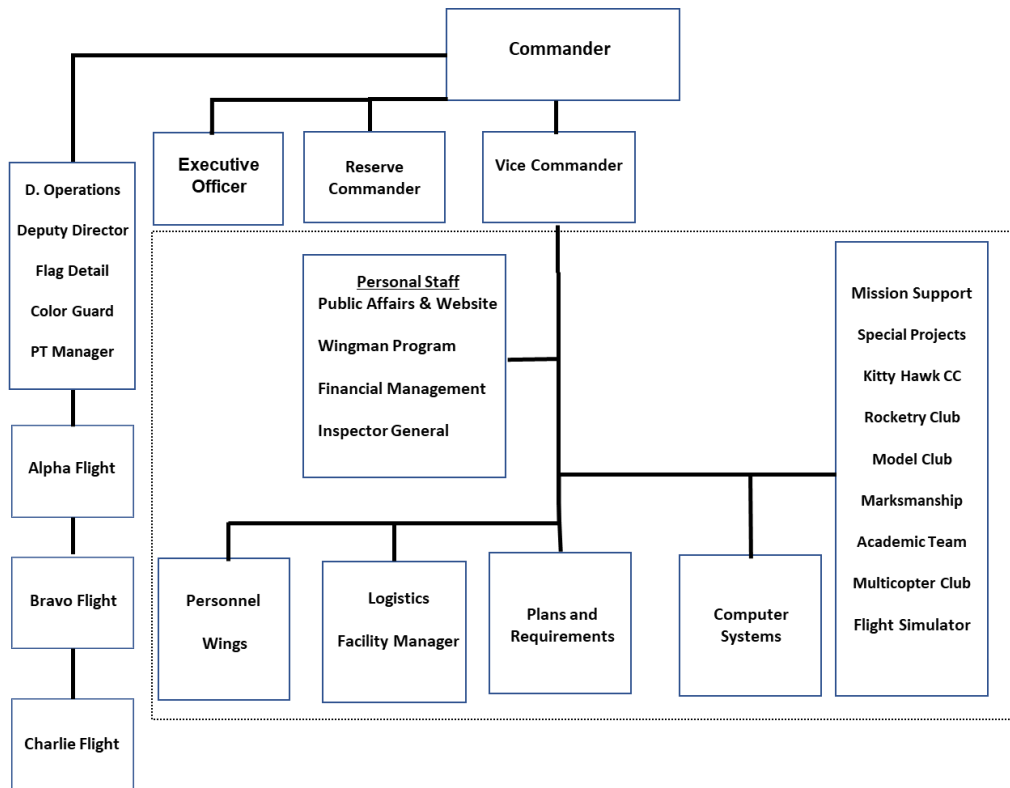 Commander
Executive
Officer
Reserve
Commander
Vice Commander
D. Operations
Deputy Director
Flag Detail
Color Guard
PT Manager
Alpha Flight
Bravo Flight
Charlie Flight
Personal Staff
Public Affairs & Website
Wingman Program
Financial Management
Inspector General
Mission Support
Special Projects
Kitty Hawk CC
Rocketry Club
Model Club
Marksmanship
Academic Team
Multicopter Club
Flight Simulator
Personnel
Wings
Logistics
Facility Manager
Plans and
Requirements
Computer
Systems